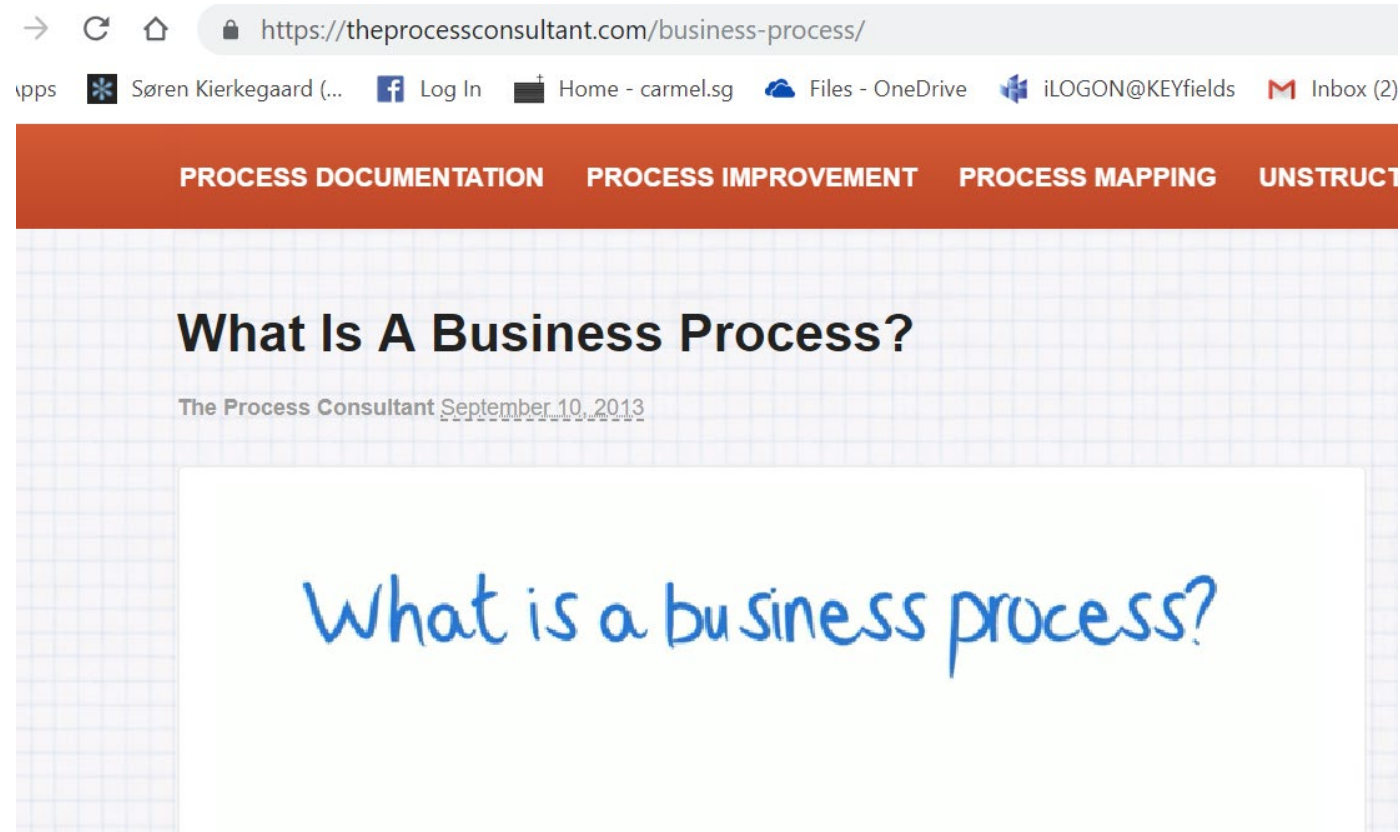 https://theprocessconsultant.com/business-process/
Apps Søren Kierkegaard (... Log In Home - carmel.sg Files - OneDrive iLOGON@KEYfields Inbox (2)
PROCESS DOCUMENTATION PROCESS IMPROVEMENT PROCESS MAPPING UNSTRUCT
What Is A Business Process?
The Process Consultant September 10, 2013
What is a business process?